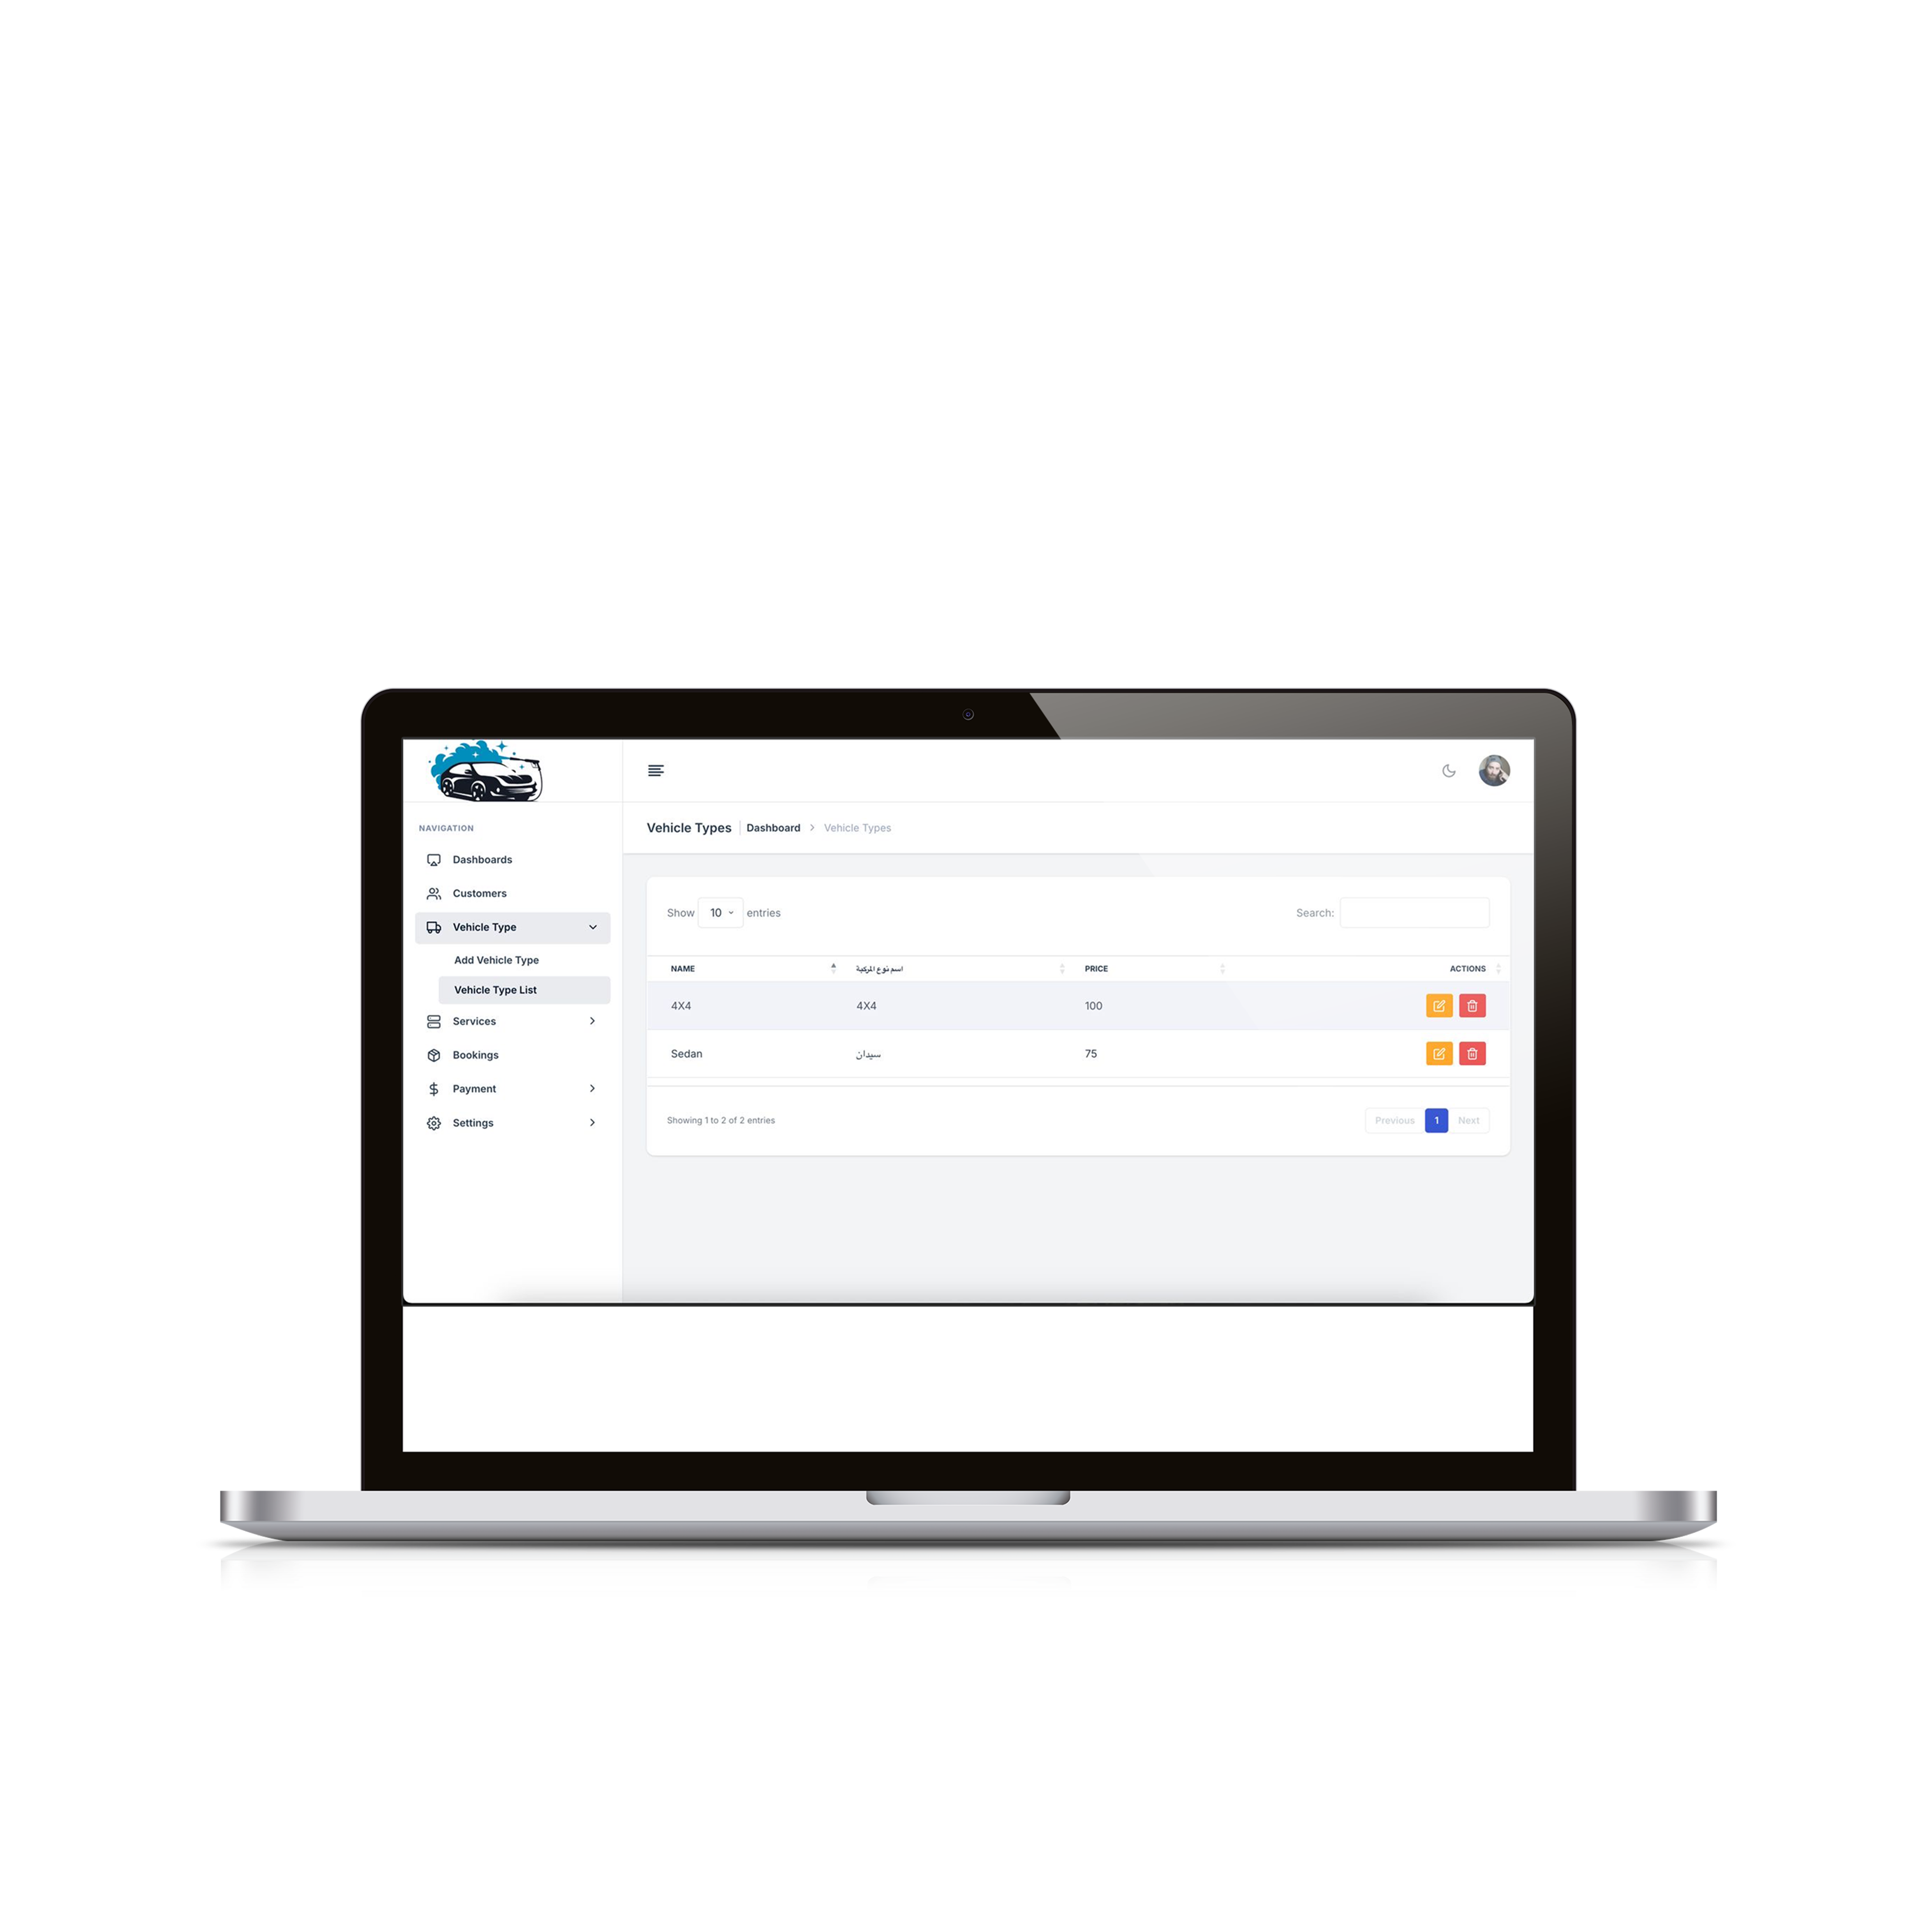 NAVIGATION
Dashboards
Customers
Vehicle Type
Add Vehicle Type
Vehicle Type List
Services
Bookings
Payment
Settings
Vehicle Types Dashboard > Vehicle Types
Show 10 entries Search:
NAME اسم نوع المركبة PRICE ACTIONS
4X4 4X4 100
Sedan سيدان 75
Showing 1 to 2 of 2 entries Previous 1 Next